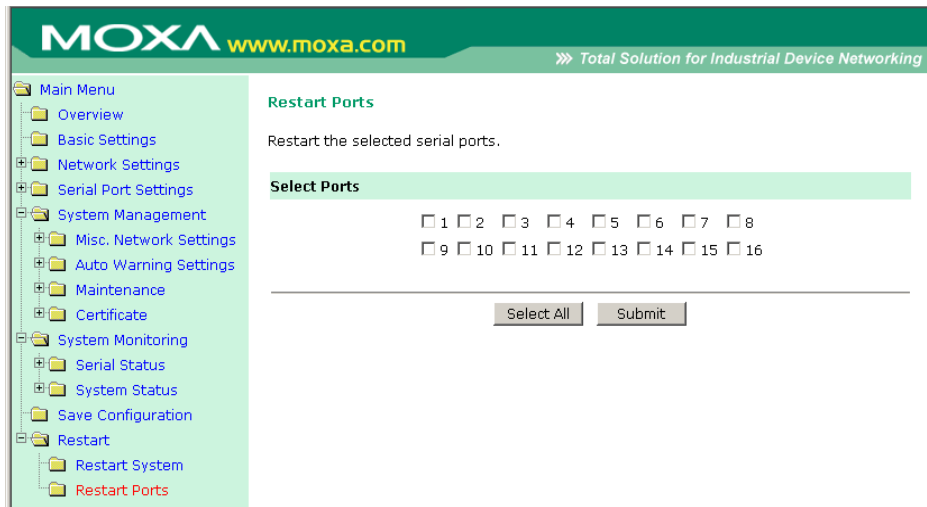 MOXA www.moxa.com
Total Solution for Industrial Device Networking
Main Menu
Overview
Basic Settings
Network Settings
Serial Port Settings
System Management
Misc. Network Settings
Auto Warning Settings
Maintenance
Certificate
System Monitoring
Serial Status
System Status
Save Configuration
Restart
Restart System
Restart Ports
Restart Ports
Restart the selected serial ports.
Select Ports
1 2 3 4 5 6 7 8
9 10 11 12 13 14 15 16
Select All Submit